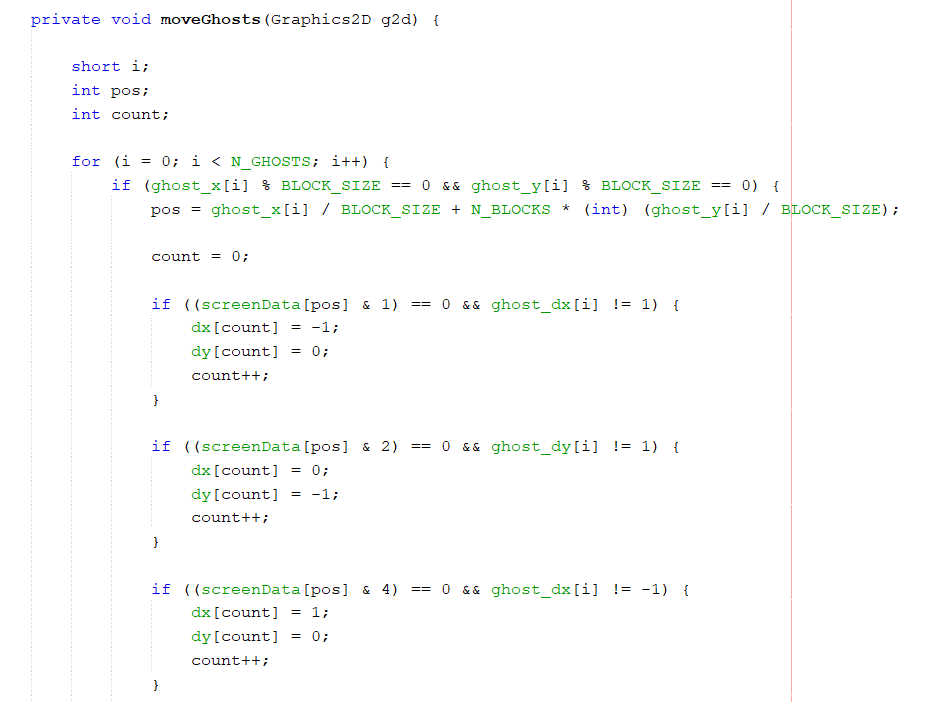 private void moveGhosts(Graphics2D g2d) {
short i;
int pos;
int count;
for (i = 0; i < N_GHOSTS; i++) {
if (ghost_x[i] % BLOCK_SIZE == 0 && ghost_y[i] % BLOCK_SIZE == 0) {
pos = ghost_x[i] / BLOCK_SIZE + N_BLOCKS * (int) (ghost_y[i] / BLOCK_SIZE);
count = 0;
if ((screenData[pos] & 1) == 0 && ghost_dx[i] != 1) {
dx[count] = -1;
dy[count] = 0;
count++;
}
if ((screenData[pos] & 2) == 0 && ghost_dy[i] != 1) {
dx[count] = 0;
dy[count] = -1;
count++;
}
if ((screenData[pos] & 4) == 0 && ghost_dx[i] != -1) {
dx[count] = 1;
dy[count] = 0;
count++;
}